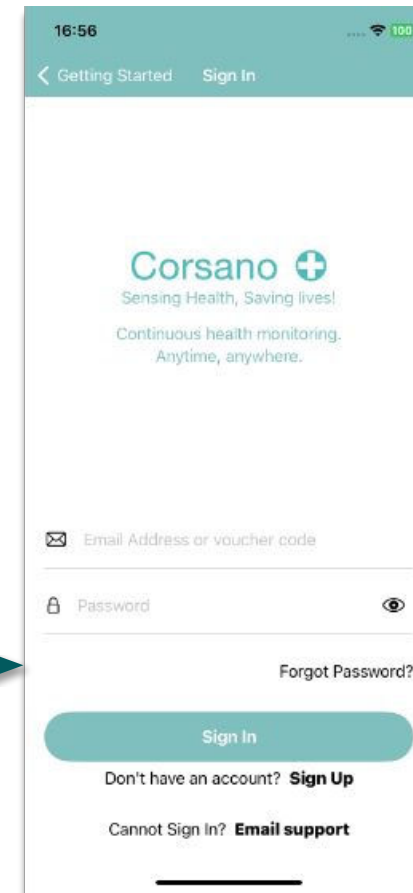 16:56
100
Getting Started Sign In
Corsano
Sensing Health, Saving lives!
Continuous health monitoring.
Anytime, anywhere.
Email Address or voucher code
Password
Forgot Password?
Sign In
Don't have an account? Sign Up
Cannot Sign In? Email support